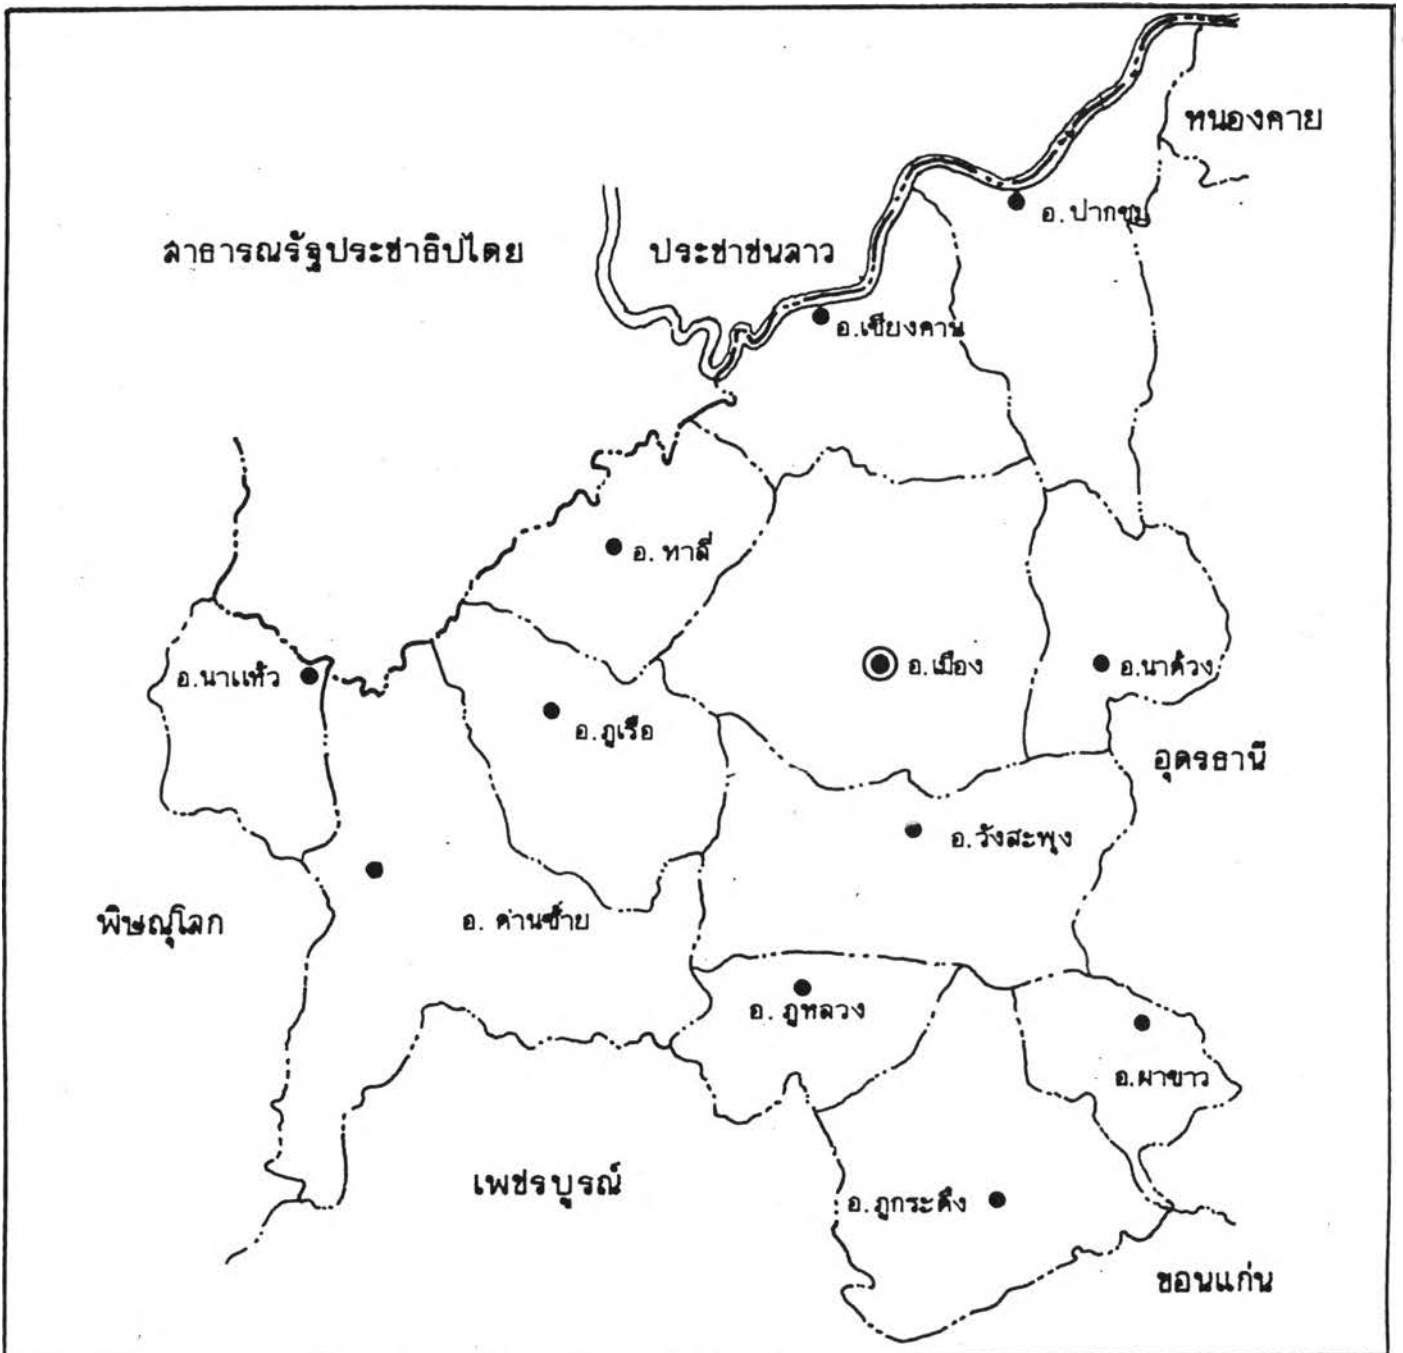 หนองคาย
อ.ปากชม
สาธารณรัฐประชาธิปไตย ประชาชนลาว
อ.เชียงคาน
อ. ท่าลี่
อ.นาแห้ว
อ.เมือง
อ.นาด้วง
อ.ภูเรือ
อุดรธานี
อ.วังสะพุง
พิษณุโลก
อ. ด่านซ้าย
อ. ภูหลวง
อ.ผาขาว
เพชรบูรณ์
อ.ภูกระดึง
ขอนแก่น